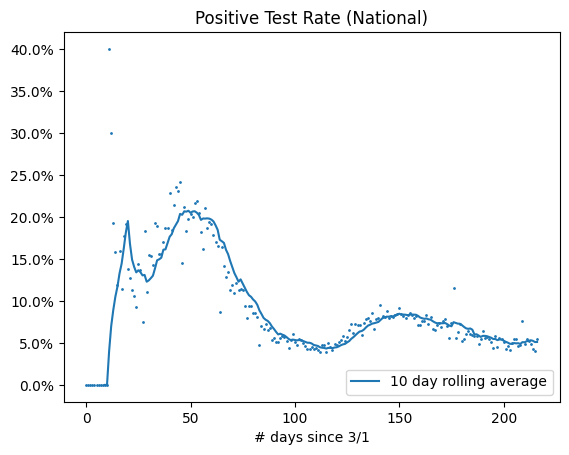 Positive Test Rate (National)
40.0%
35.0%
30.0%
25.0%
20.0%
15.0%
10.0%
5.0%
0.0%
10 day rolling average
0 50 100 150 200
# days since 3/1